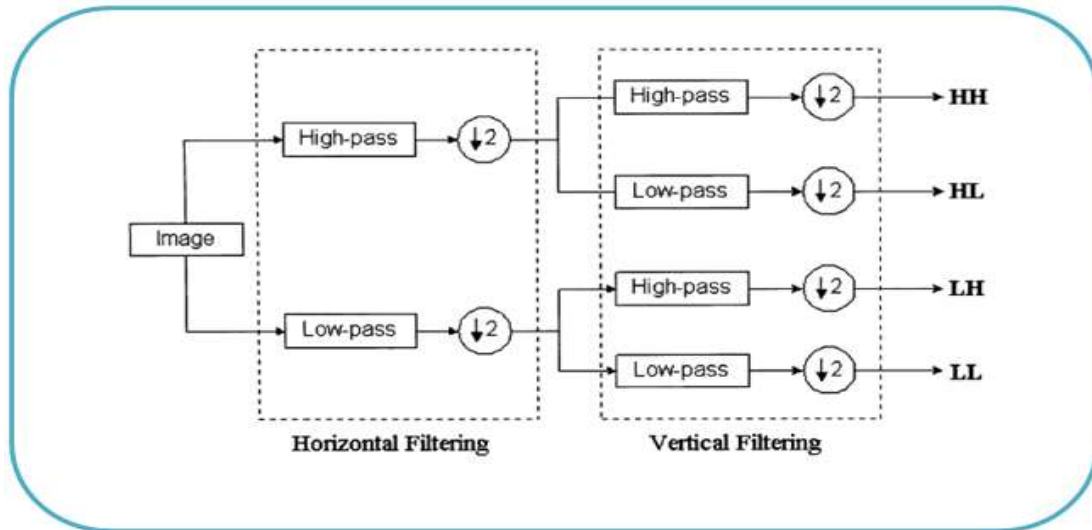 High-pass
↓2
HH
High-pass
↓2
Low-pass
↓2
HL
Image
High-pass
↓2
LH
Low-pass
↓2
Low-pass
↓2
LL
Horizontal Filtering
Vertical Filtering